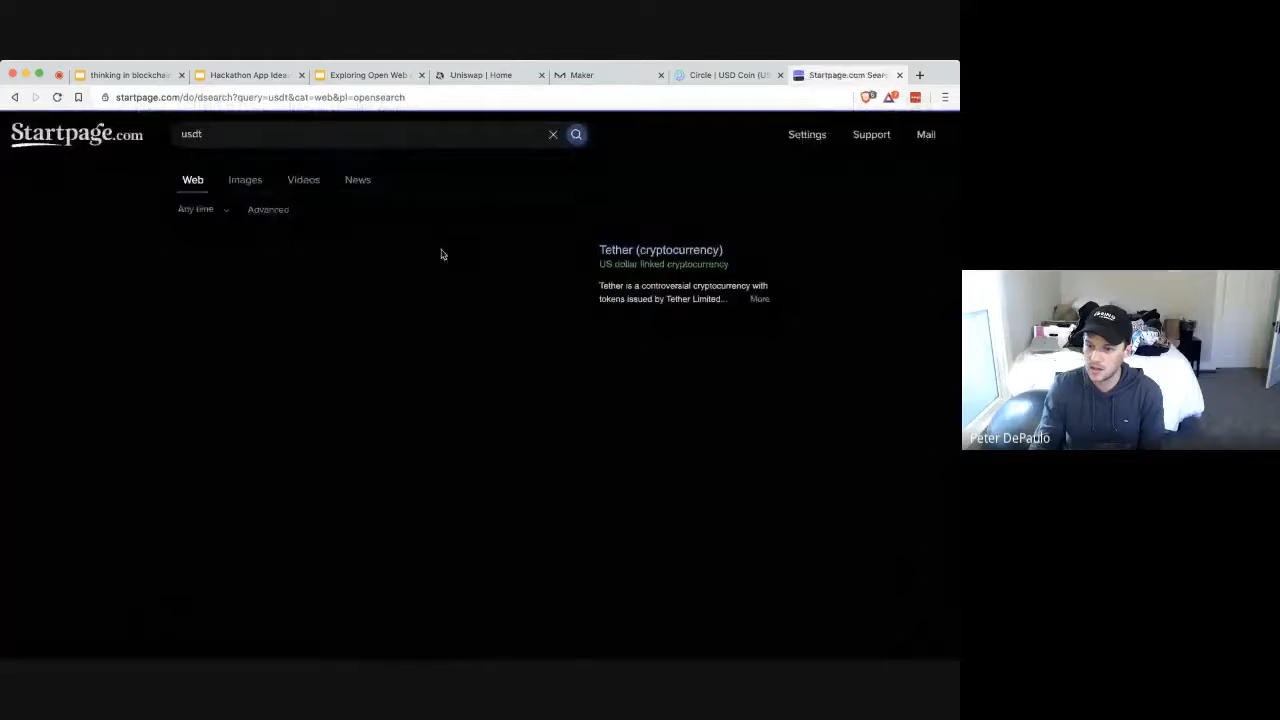 thinking in blockchain
Hackathon App Idea
Exploring Open Web
Uniswap | Home
Maker
Circle | USD Coin (US
Startpage.com Sear
startpage.com/do/dsearch?query=usdt&cat=web&pl=opensearch
Startpage.com
usdt
Settings
Support
Mail
Web
Images
Videos
News
Any time
Advanced
Tether (cryptocurrency)
US dollar linked cryptocurrency
Tether is a controversial cryptocurrency with
tokens issued by Tether Limited...
More
Peter DePaulo